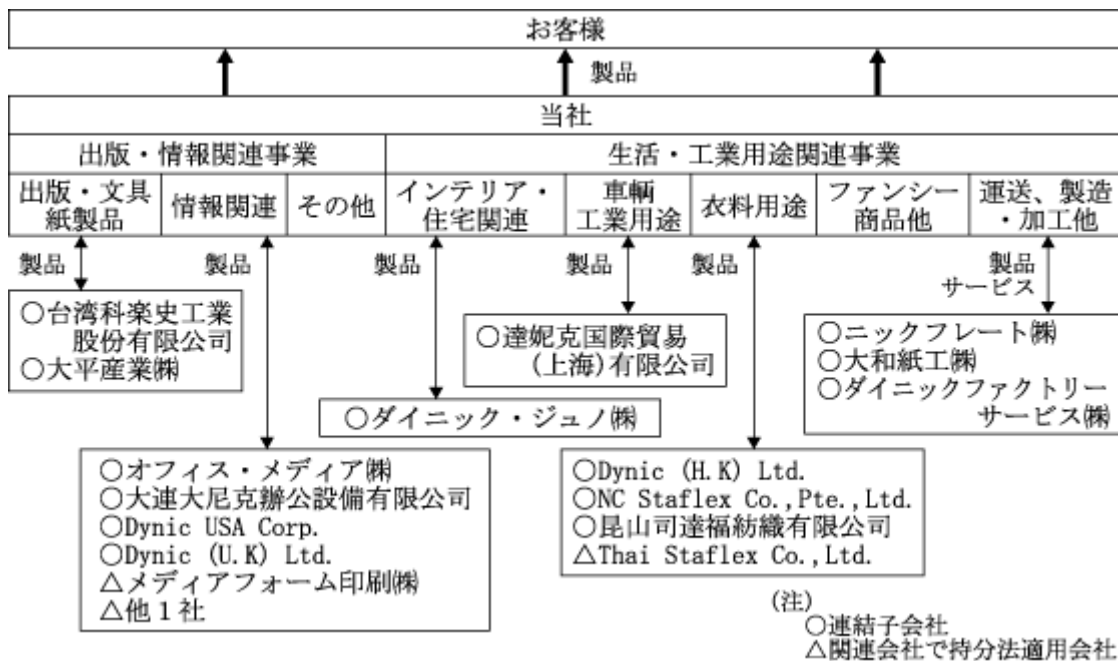 お客様
製品
当社
出版・情報関連事業
生活・工業用途関連事業
出版・文具
紙製品
情報関連
その他
インテリア・
住宅関連
車輌
工業用途
衣料用途
ファンシー
商品他
運送、製造
・加工他
製品
製品
製品
製品
製品
製品
サービス
○台湾科楽史工業
股份有限公司
○大平産業㈱
○達妮克国際貿易
(上海)有限公司
○ニックフレート㈱
○大和紙工㈱
○ダイニックファクトリー
サービス㈱
○ダイニック・ジュノ㈱
○オフィス・メディア㈱
○大連大尼克辦公設備有限公司
○Dynic USA Corp.
○Dynic (U.K) Ltd.
△メディアフォーム印刷㈱
△他1社
○Dynic (H.K) Ltd.
○NC Staflex Co.,Pte.,Ltd.
○昆山司達福紡織有限公司
△Thai Staflex Co.,Ltd.
(注)
○連結子会社
△関連会社で持分法適用会社